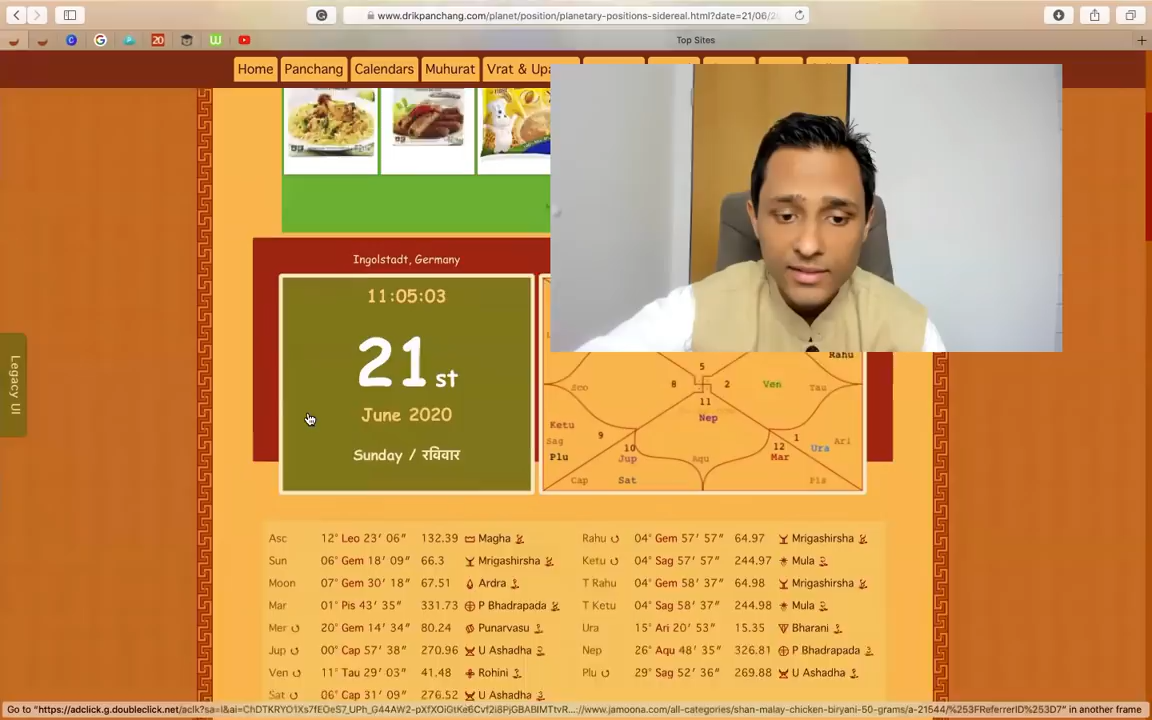 www.drikpanchang.com/planet/position/planetary-positions-sidereal.html?date=21/06/
Top Sites
Home Panchang Calendars Muhurat Vrat & Upa
Legacy UI
Ingolstadt, Germany
11:05:03
21 st
June 2020
Sunday / रविवार
Rahu
5
8 2 Ven Tau
Sco
11
Nep
Ketu
Sag 9
Plu
1 Ura Ari
10 12
Jup Mar
Aqu
Cap Sat Pis
Asc 12° Leo 23′ 06″ 132.39 Magha
Sun 06° Gem 18′ 09″ 66.3 Mrigashirsha
Moon 07° Gem 30′ 18″ 67.51 Ardra
Mar 01° Pis 43′ 35″ 331.73 P Bhadrapada
Mer 20° Gem 14′ 34″ 80.24 Punarvasu
Jup 00° Cap 57′ 38″ 270.96 U Ashadha
Ven 11° Tau 29′ 03″ 41.48 Rohini
Sat 06° Cap 31′ 09″ 276.52 U Ashadha
Rahu 04° Gem 57′ 57″ 64.97 Mrigashirsha
Ketu 04° Sag 57′ 57″ 244.97 Mula
T Rahu 04° Gem 58′ 37″ 64.98 Mrigashirsha
T Ketu 04° Sag 58′ 37″ 244.98 Mula
Ura 15° Ari 20′ 53″ 15.35 Bharani
Nep 26° Aqu 48′ 35″ 326.81 P Bhadrapada
Plu 29° Sag 52′ 36″ 269.88 U Ashadha